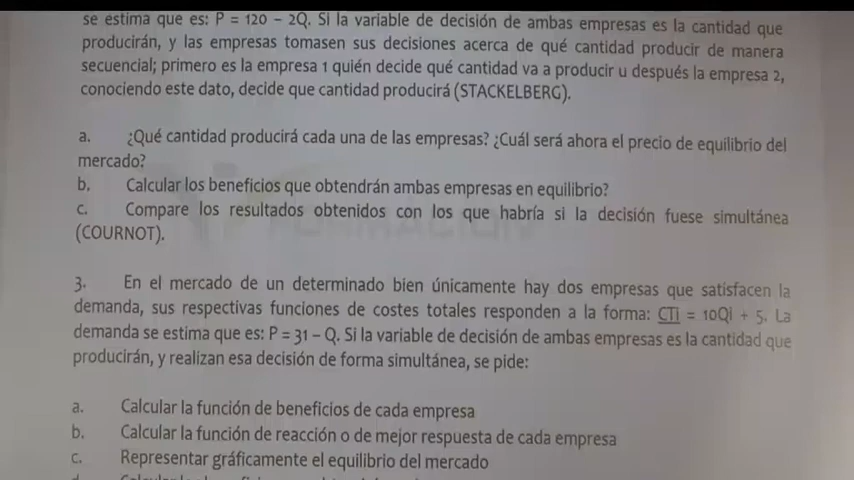 se estima que es: P = 120 – 2Q. Si la variable de decisión de ambas empresas es la cantidad que
producirán, y las empresas tomasen sus decisiones acerca de qué cantidad producir de manera
secuencial; primero es la empresa 1 quién decide qué cantidad va a producir u después la empresa 2,
conociendo este dato, decide que cantidad producirá (STACKELBERG).
a. ¿Qué cantidad producirá cada una de las empresas? ¿Cuál será ahora el precio de equilibrio del
mercado?
b. Calcular los beneficios que obtendrán ambas empresas en equilibrio?
c. Compare los resultados obtenidos con los que habría si la decisión fuese simultánea
(COURNOT).
3. En el mercado de un determinado bien únicamente hay dos empresas que satisfacen la
demanda, sus respectivas funciones de costes totales responden a la forma: CTi = 10Qi + 5. La
demanda se estima que es: P = 31 – Q. Si la variable de decisión de ambas empresas es la cantidad que
producirán, y realizan esa decisión de forma simultánea, se pide:
a. Calcular la función de beneficios de cada empresa
b. Calcular la función de reacción o de mejor respuesta de cada empresa
c. Representar gráficamente el equilibrio del mercado